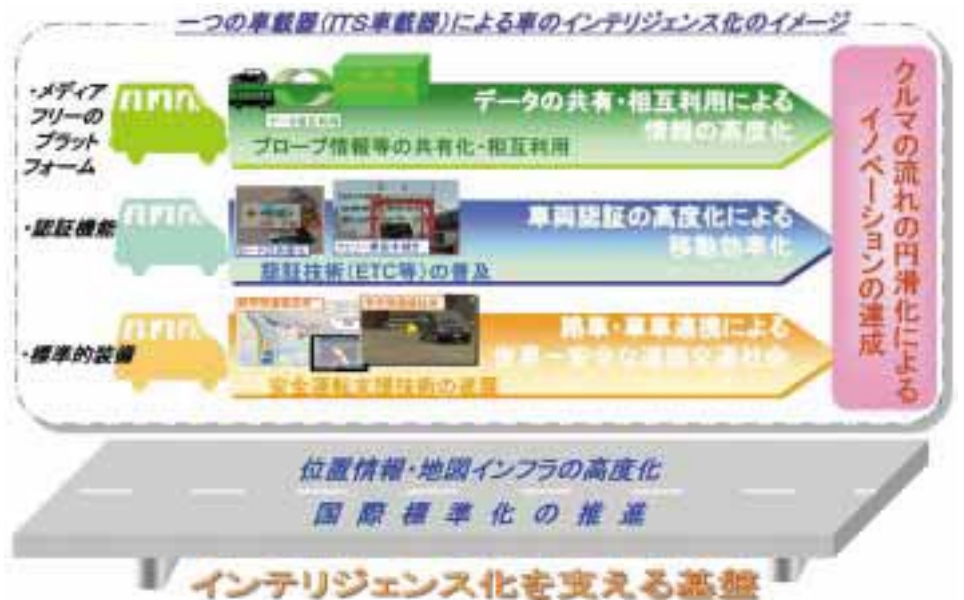 一つの車載器(ITS車載器)による車のインテリジェンス化のイメージ
・メディア
フリーの
プラット
フォーム
データの共有・相互利用による
情報の高度化
プローブ情報等の共有化・相互利用
・認証機能
車両認証の高度化による
移動効率化
認証技術(ETC等)の普及
・標準的装備
路車・車車連携による
安全運転支援技術の進展
クルマの流れの円滑化による
イノベーションの達成
位置情報・地図インフラの高度化
国際標準化の推進
インテリジェンス化を支える基盤